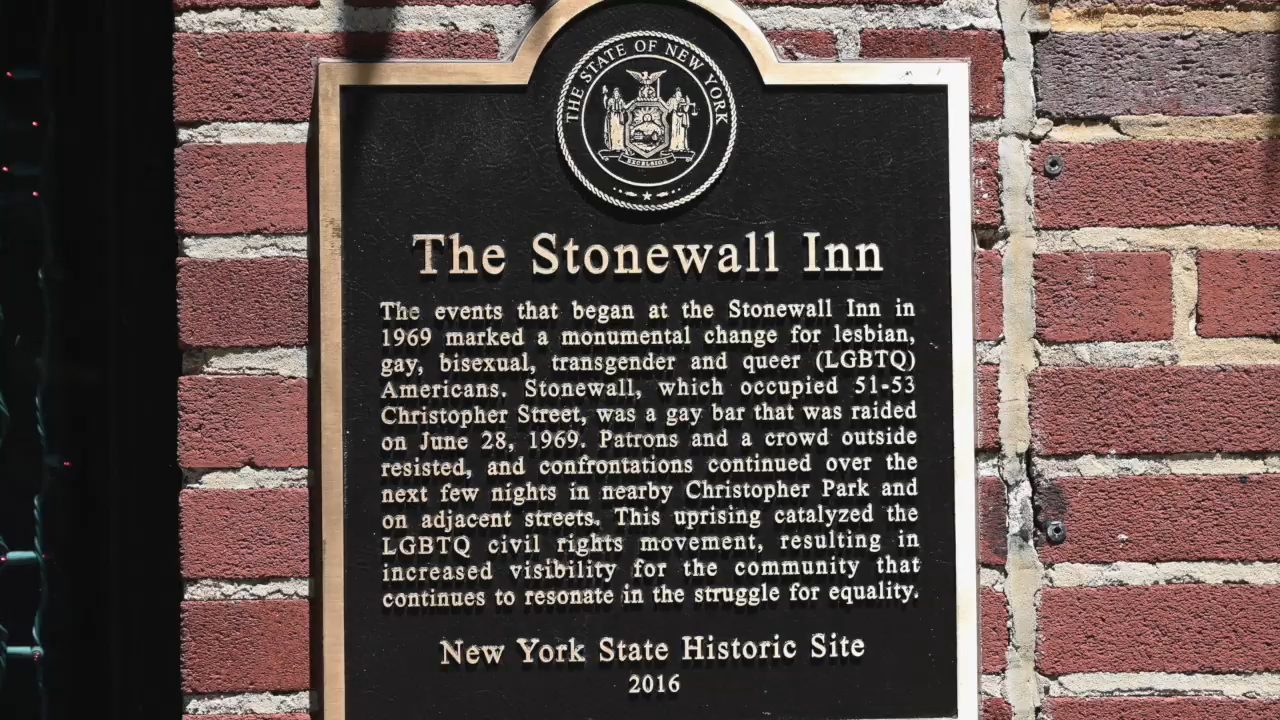 THE STATE OF NEW YORK
EXCELSIOR
The Stonewall Inn
The events that began at the Stonewall Inn in
1969 marked a monumental change for lesbian,
gay, bisexual, transgender and queer (LGBTQ)
Americans. Stonewall, which occupied 51-53
Christopher Street, was a gay bar that was raided
on June 28, 1969. Patrons and a crowd outside
resisted, and confrontations continued over the
next few nights in nearby Christopher Park and
on adjacent streets. This uprising catalyzed the
LGBTQ civil rights movement, resulting in
increased visibility for the community that
continues to resonate in the struggle for equality.
New York State Historic Site
2016